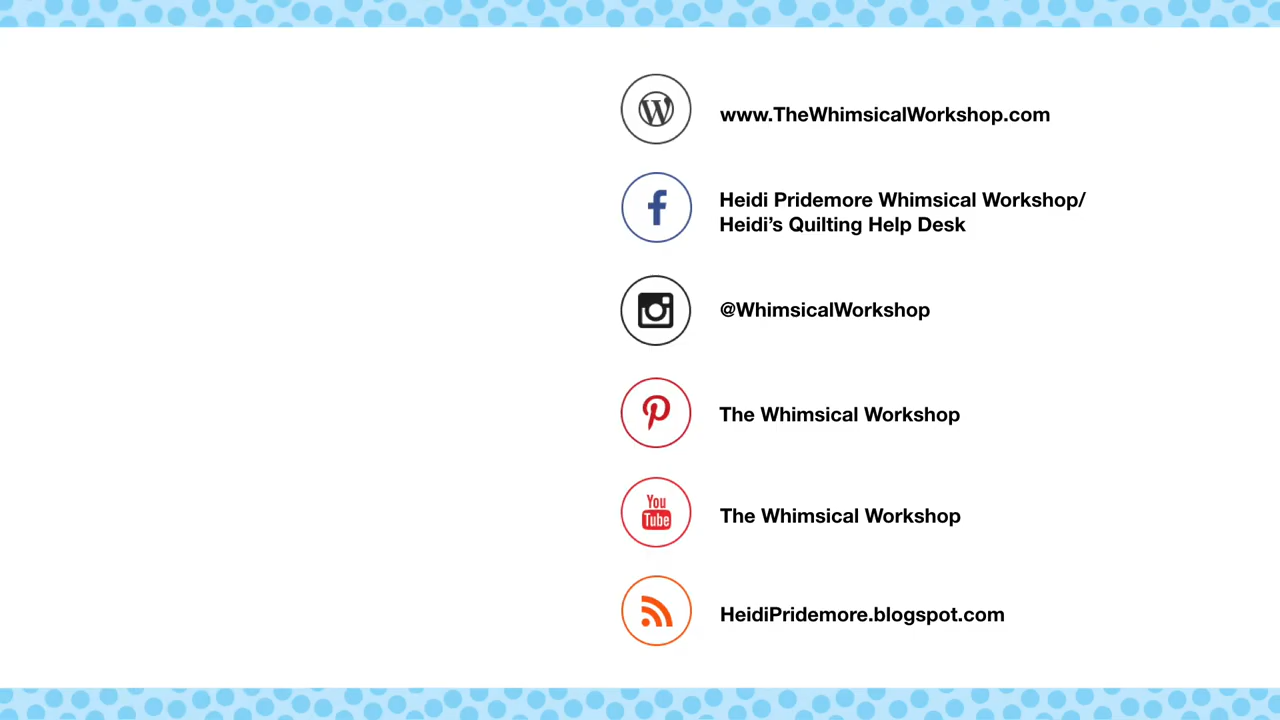 www.TheWhimsicalWorkshop.com
Heidi Pridemore Whimsical Workshop/
Heidi’s Quilting Help Desk
@WhimsicalWorkshop
The Whimsical Workshop
You
Tube
The Whimsical Workshop
HeidiPridemore.blogspot.com